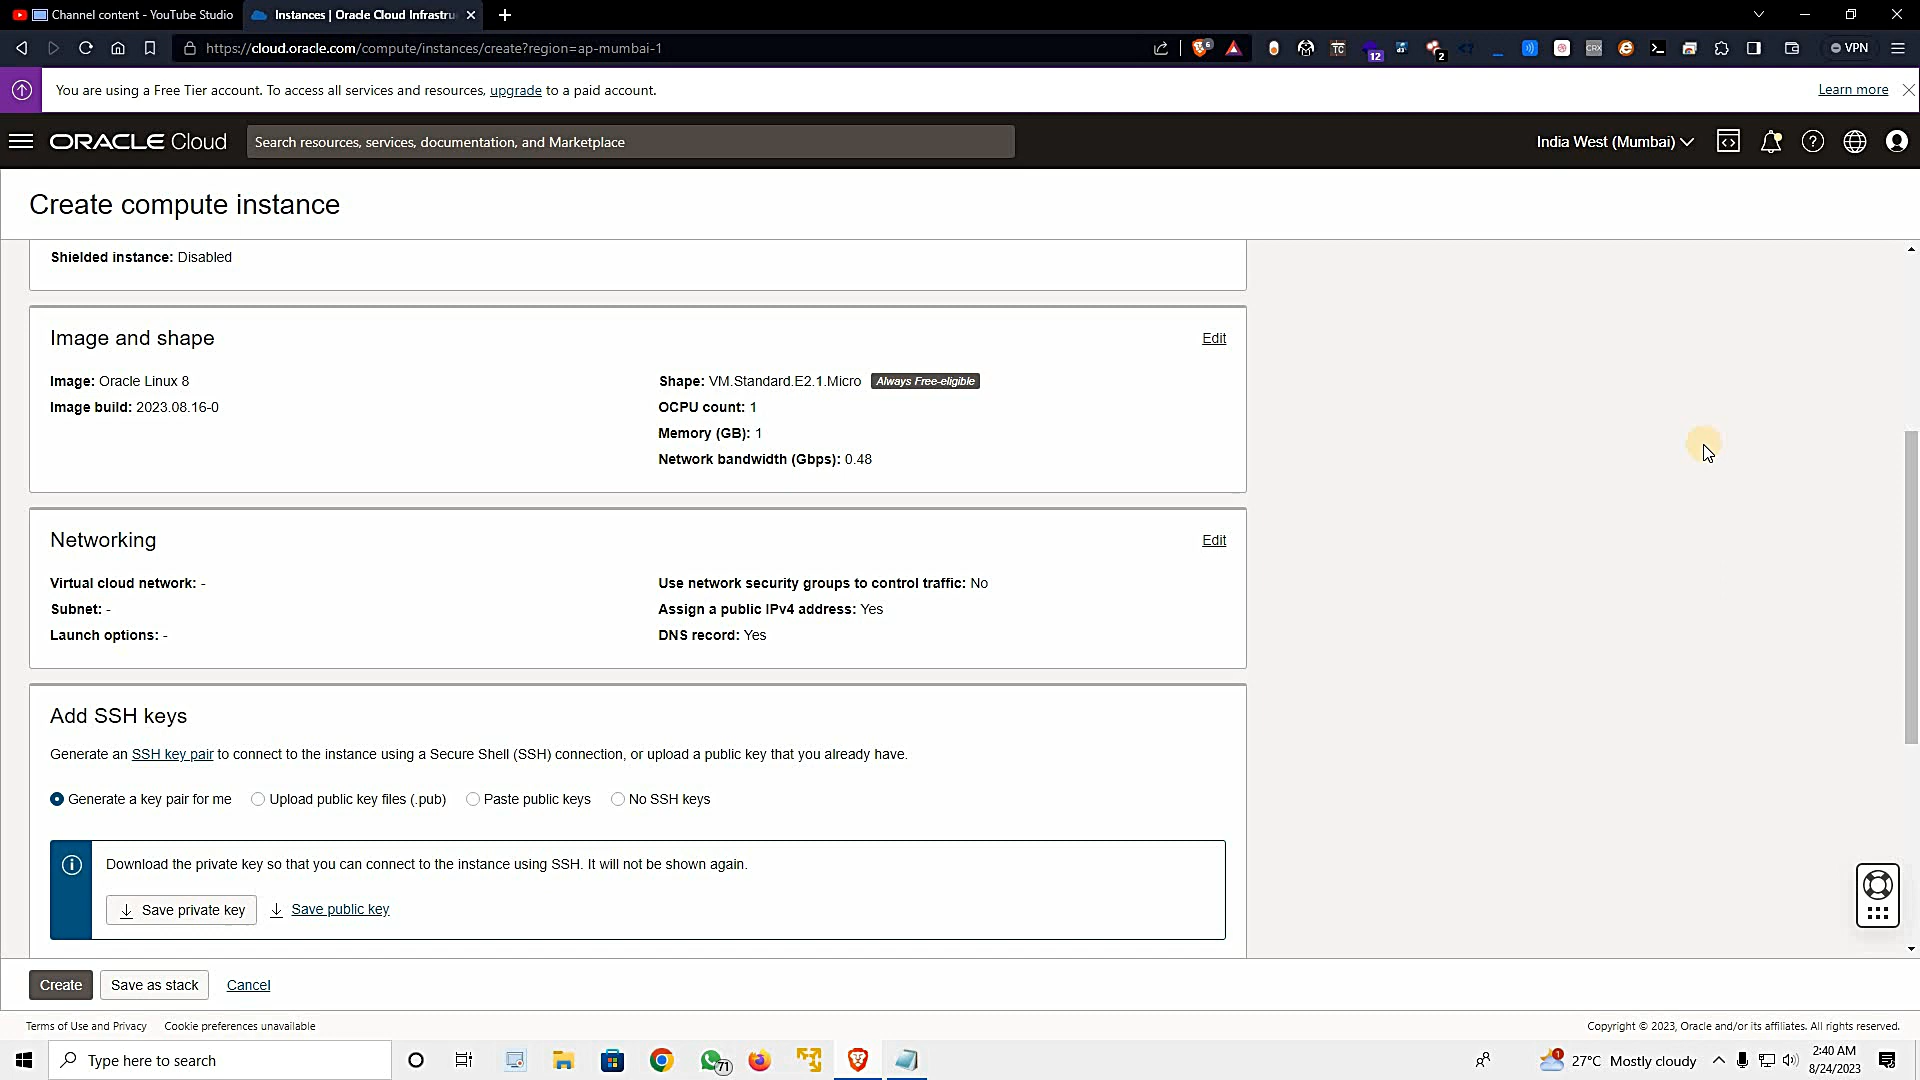 Channel content - YouTube Studio
Instances | Oracle Cloud Infrastru
https://cloud.oracle.com/compute/instances/create?region=ap-mumbai-1
6
TC
12
2
CRX
VPN
You are using a Free Tier account. To access all services and resources, upgrade to a paid account.
Learn more
ORACLE Cloud
Search resources, services, documentation, and Marketplace
India West (Mumbai)
Create compute instance
Shielded instance: Disabled
Image and shape
Edit
Image: Oracle Linux 8
Shape: VM.Standard.E2.1.Micro Always Free-eligible
Image build: 2023.08.16-0
OCPU count: 1
Memory (GB): 1
Network bandwidth (Gbps): 0.48
Networking
Edit
Virtual cloud network: -
Use network security groups to control traffic: No
Subnet: -
Assign a public IPv4 address: Yes
Launch options: -
DNS record: Yes
Add SSH keys
Generate an SSH key pair to connect to the instance using a Secure Shell (SSH) connection, or upload a public key that you already have.
Generate a key pair for me
Upload public key files (.pub)
Paste public keys
No SSH keys
Download the private key so that you can connect to the instance using SSH. It will not be shown again.
Save private key
Save public key
Create
Save as stack
Cancel
Terms of Use and Privacy
Cookie preferences unavailable
Copyright © 2023, Oracle and/or its affiliates. All rights reserved.
Type here to search
71
1
27°C Mostly cloudy
2:40 AM
8/24/2023